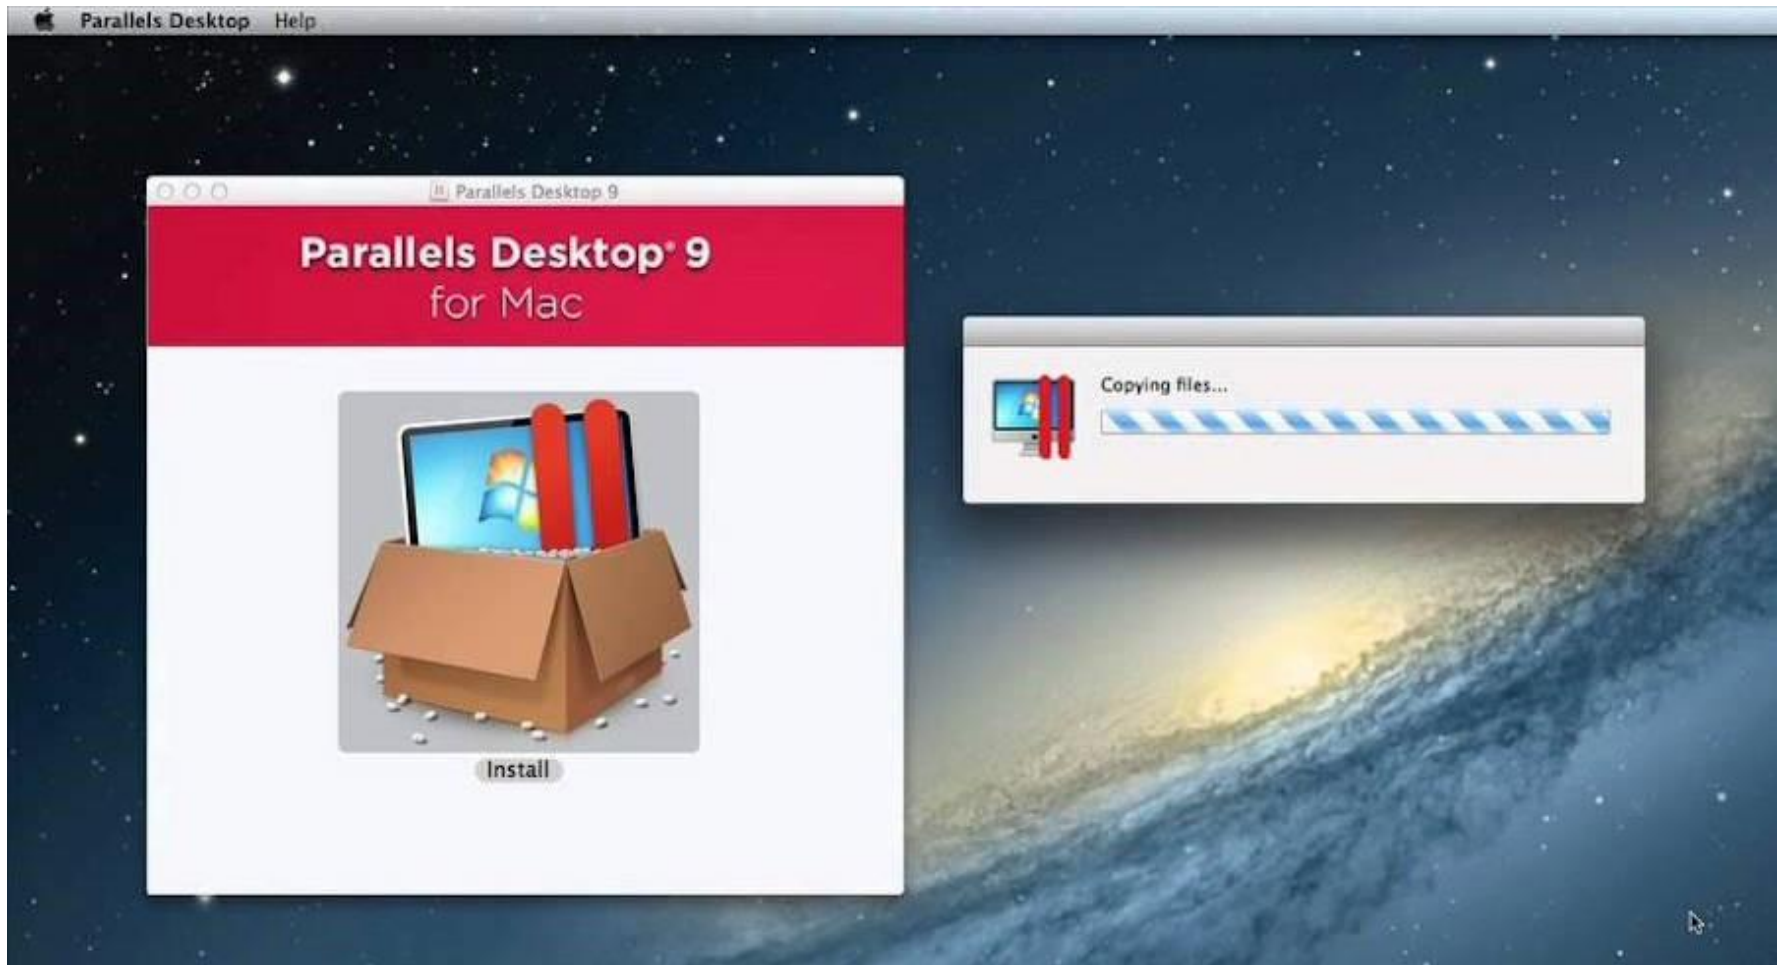 Parallels Desktop Help
Parallels Desktop 9
Parallels Desktop® 9
for Mac
Install
Copying files...